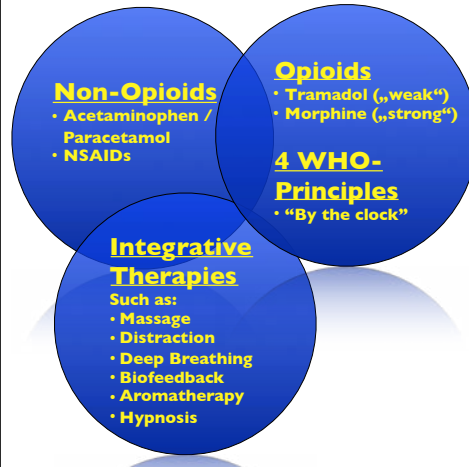 Non-Opioids
• Acetaminophen /
Paracetamol
• NSAIDs
Opioids
• Tramadol („weak“)
• Morphine („strong“)
4 WHO-
Principles
• “By the clock”
Integrative
Therapies
Such as:
• Massage
• Distraction
• Deep Breathing
• Biofeedback
• Aromatherapy
• Hypnosis